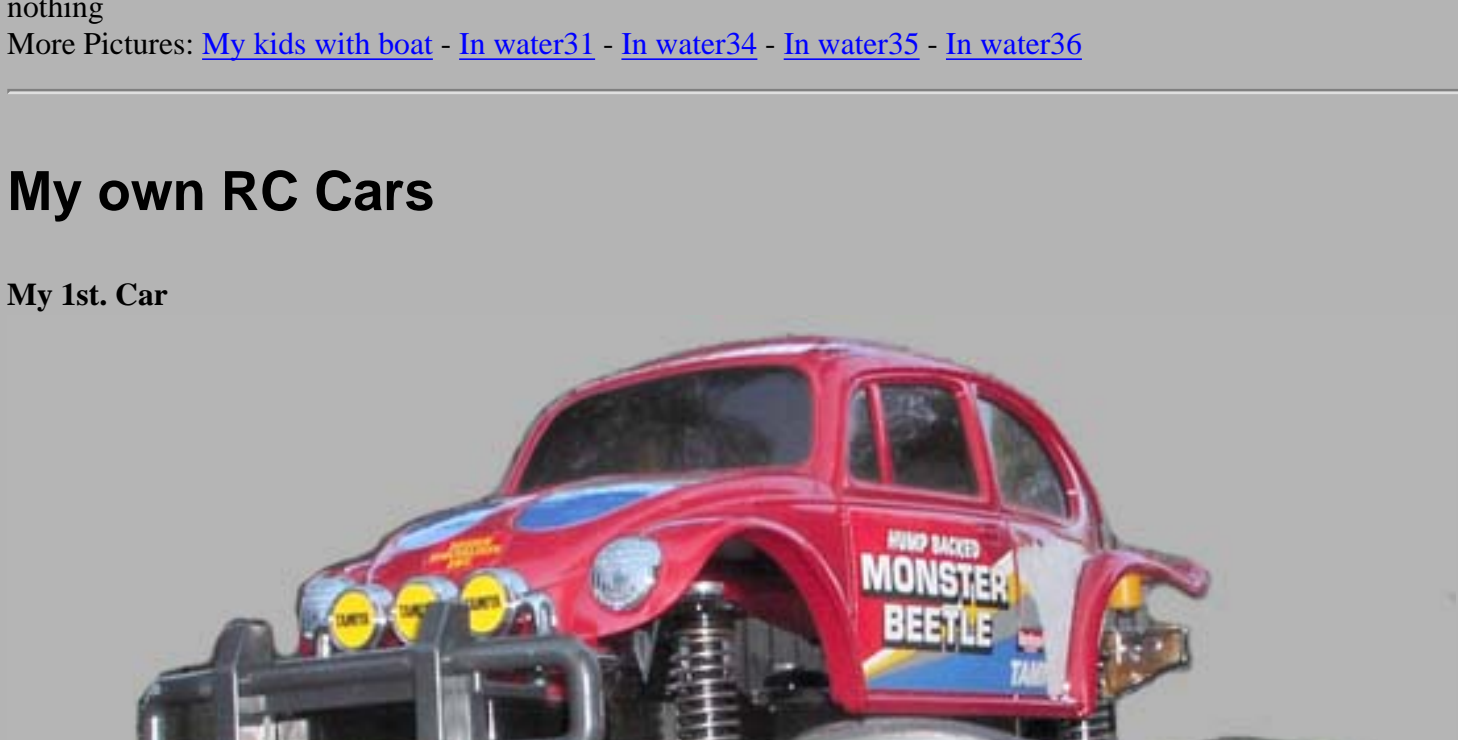 nothing
More Pictures: My kids with boat - In water31 - In water34 - In water35 - In water36
My own RC Cars
My 1st. Car
HUMP BACKED
MONSTER
BEETLE
TAMIYA
TAMIYA